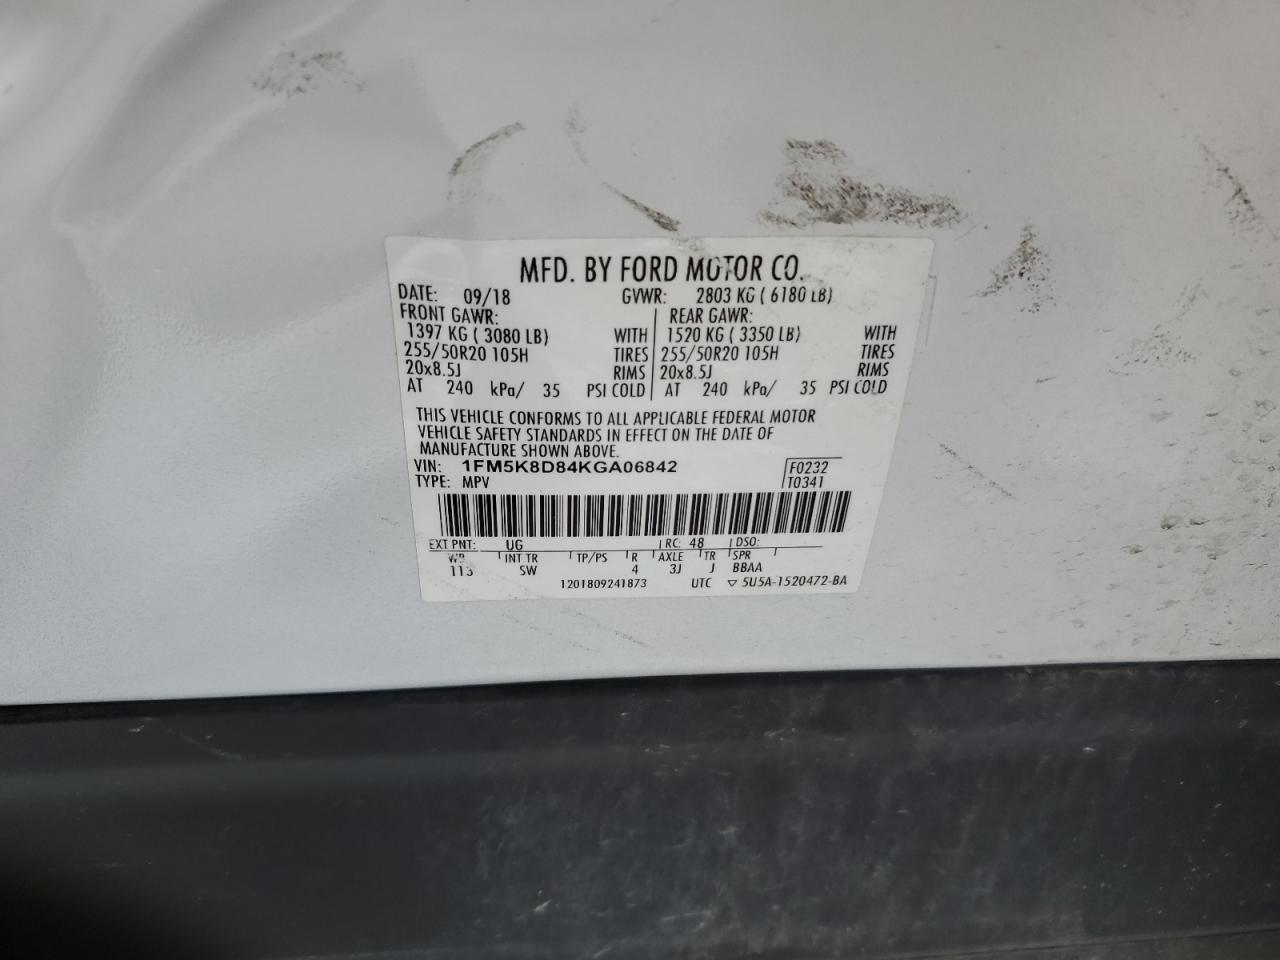 MFD. BY FORD MOTOR CO.
DATE: 09/18 GVWR: 2803 KG ( 6180 LB)
FRONT GAWR: REAR GAWR:
1397 KG ( 3080 LB) WITH 1520 KG ( 3350 LB) WITH
255/50R20 105H TIRES 255/50R20 105H TIRES
20x8.5J RIMS 20x8.5J RIMS
AT 240 kPa/ 35 PSI COLD AT 240 kPa/ 35 PSI COLD
THIS VEHICLE CONFORMS TO ALL APPLICABLE FEDERAL MOTOR
VEHICLE SAFETY STANDARDS IN EFFECT ON THE DATE OF
MANUFACTURE SHOWN ABOVE.
VIN: 1FM5K8D84KGA06842 F0232
TYPE: MPV T0341
EXT PNT: UG RC: 48 DSO:
WB INT TR TP/PS R AXLE TR SPR
113 SW 4 3J J BBAA
1201809241873 UTC ▽ 5U5A-1520472-BA